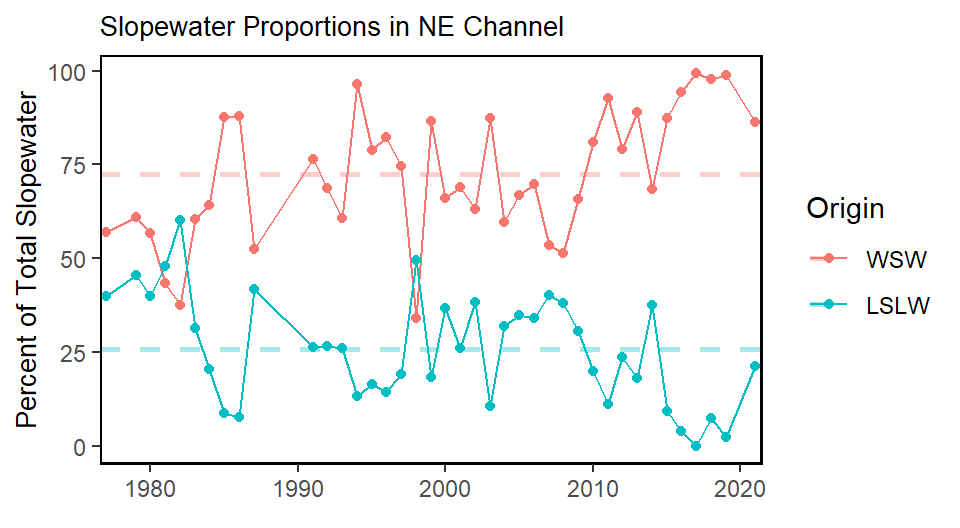 Slopewater Proportions in NE Channel
Percent of Total Slopewater
100
75
50
25
0
1980
1990
2000
2010
2020
Origin
WSW
LSLW